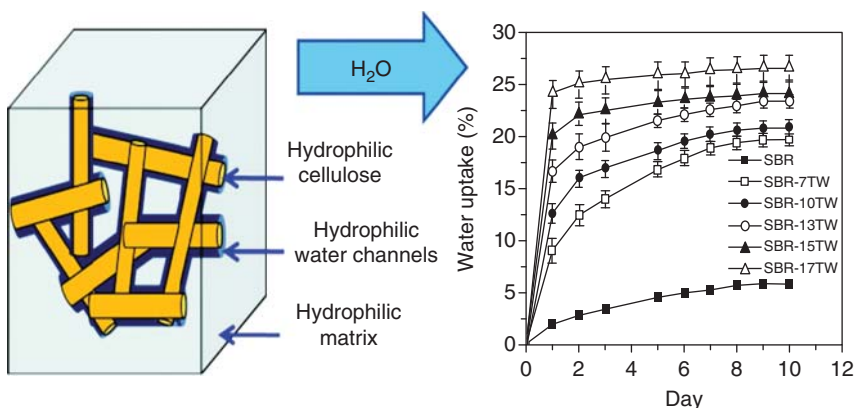 H₂O
Hydrophilic
cellulose
Hydrophilic
water channels
Hydrophilic
matrix
Water uptake (%)
30
25
20
15
10
5
0
SBR
SBR-7TW
SBR-10TW
SBR-13TW
SBR-15TW
SBR-17TW
0 2 4 6 8 10 12
Day